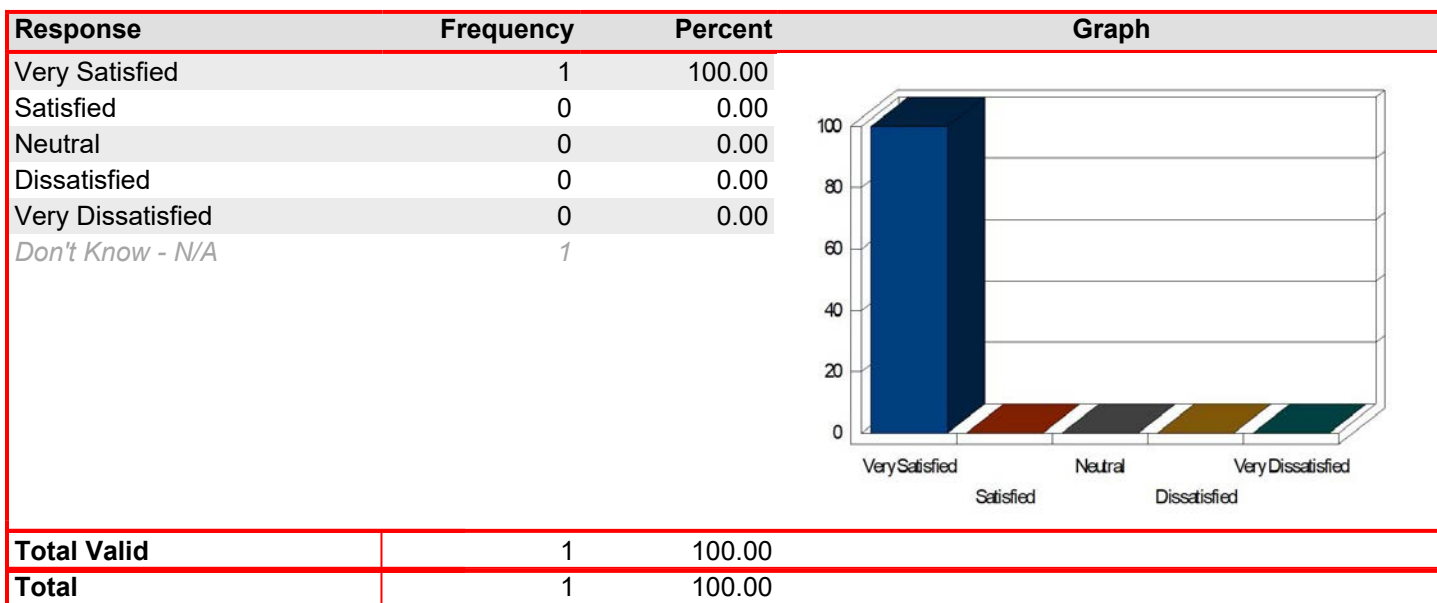 Response Frequency Percent Graph
Very Satisfied 1 100.00
Satisfied 0 0.00
Neutral 0 0.00
Dissatisfied 0 0.00
Very Dissatisfied 0 0.00
Don't Know - N/A 1
100
80
60
40
20
0
Very Satisfied Neutral Very Dissatisfied
Satisfied Dissatisfied
Total Valid 1 100.00
Total 1 100.00